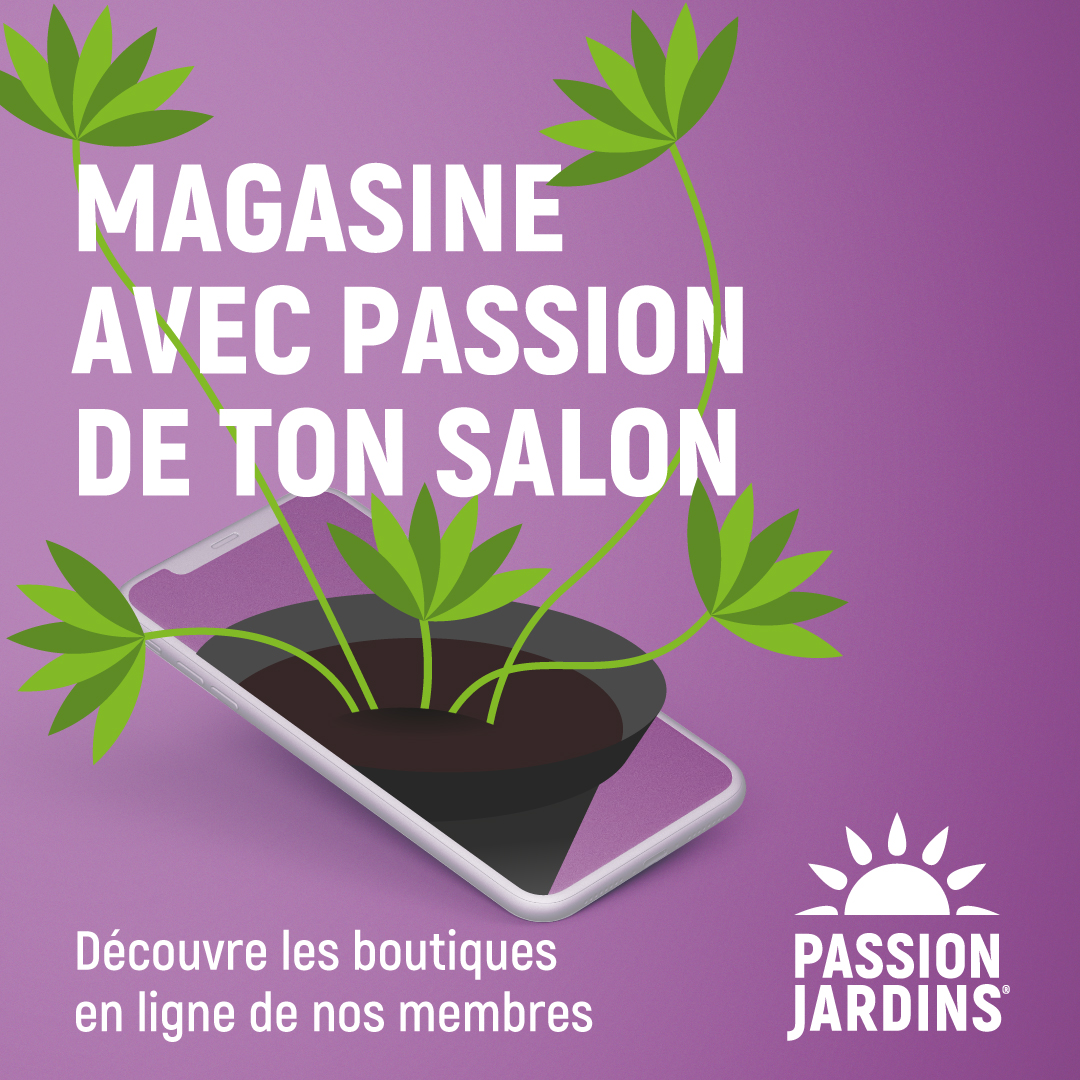 MAGASINE
AVEC PASSION
DE TON SALON
Découvre les boutiques
en ligne de nos membres
PASSION
JARDINS®